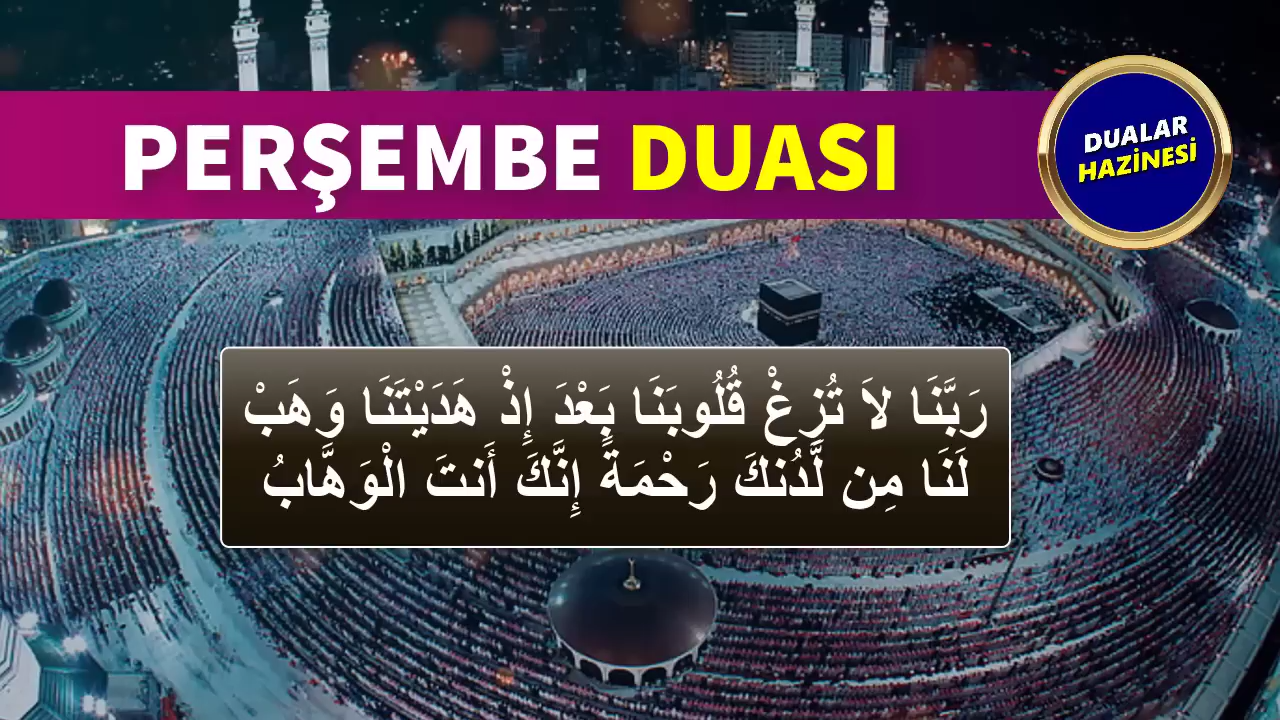 PERŞEMBE DUASI
DUALAR
HAZİNESİ
رَبَّنَا لاَ تُزِغْ قُلُوبَنَا بَعْدَ إِذْ هَدَيْتَنَا وَهَبْ
لَنَا مِن لَّدُنكَ رَحْمَةً إِنَّكَ أَنتَ الْوَهَّابُ